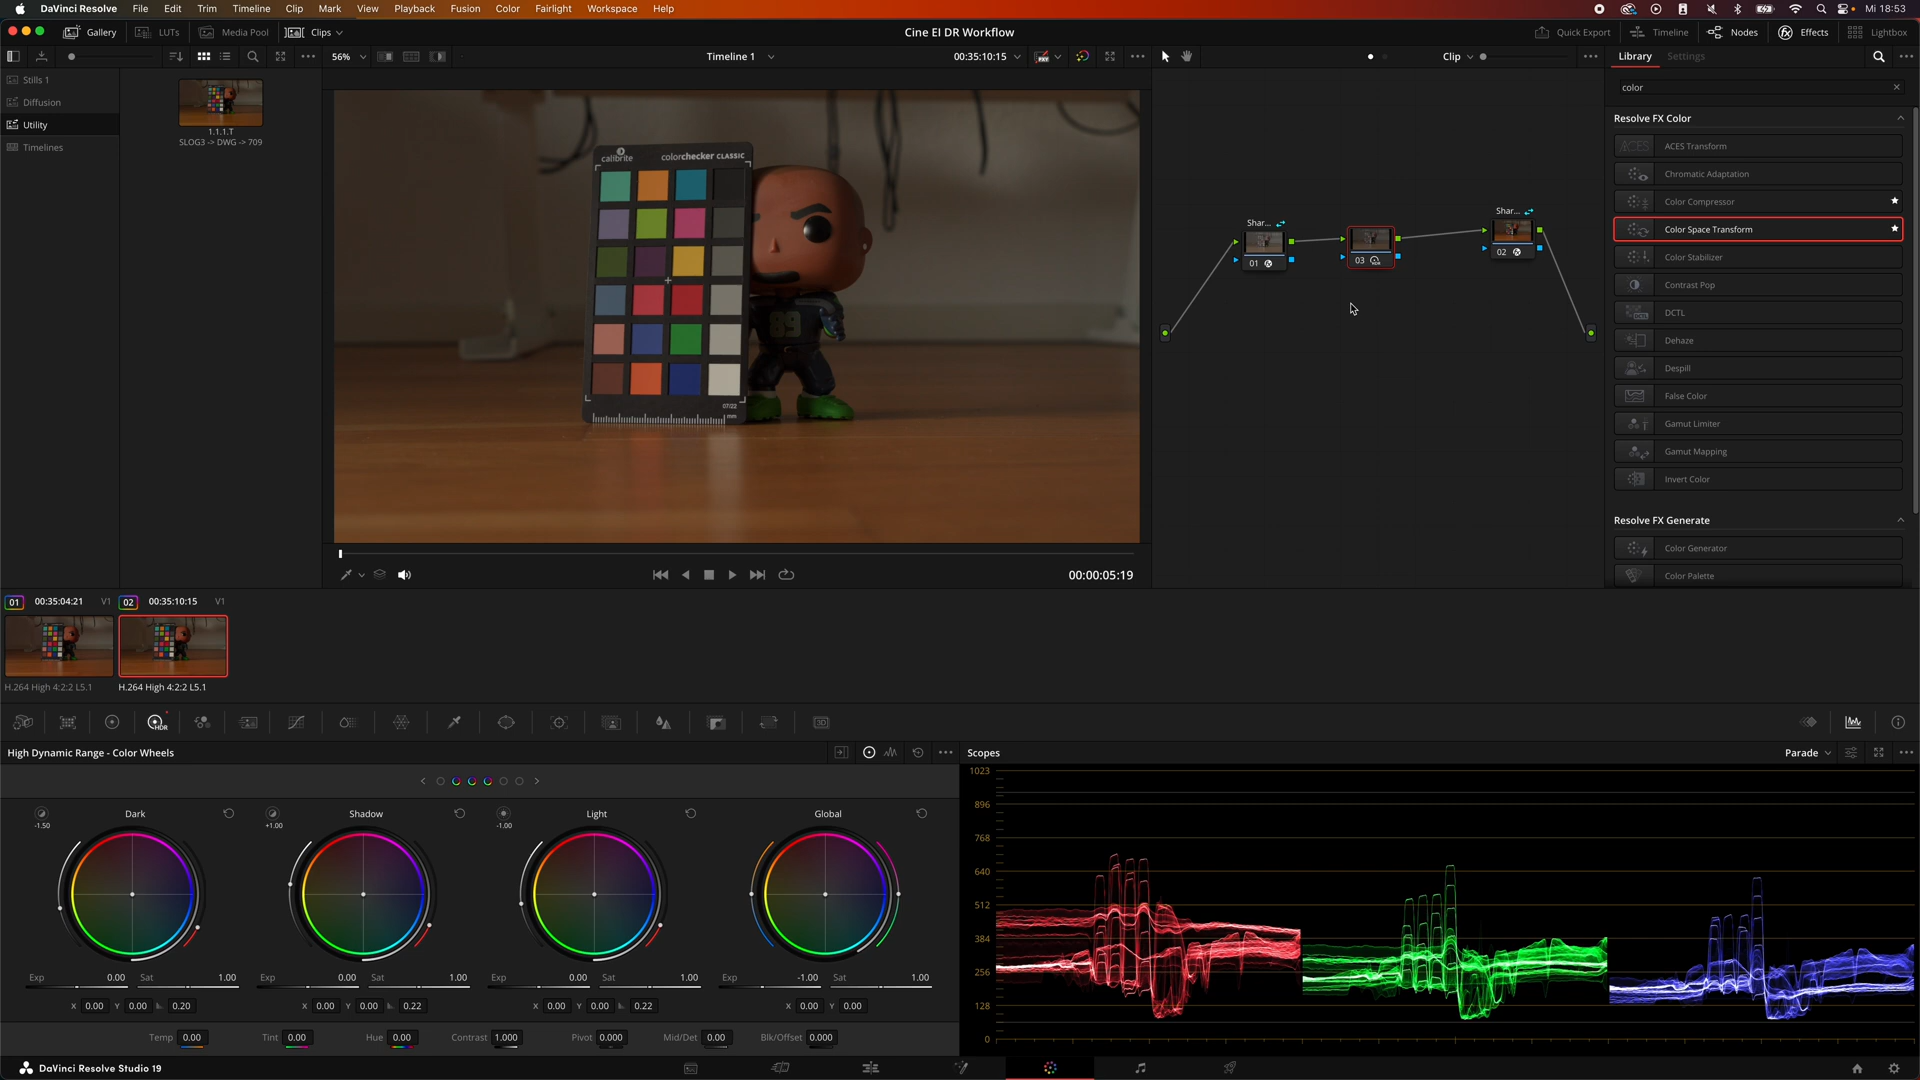 DaVinci Resolve File Edit Trim Timeline Clip Mark View Playback Fusion Color Fairlight Workspace Help Mi 18:53
Gallery LUTs Media Pool Clips Cine EI DR Workflow Quick Export Timeline Nodes Effects Lightbox
56% Timeline 1 00:35:10:15 Clip Library Settings
Stills 1
Diffusion
Utility
Timelines
1.1.1.T
SLOG3 -> DWG -> 709
calibrite colorchecker CLASSIC
89
07/22
mm
Shar...
01
03
Shar...
02
color
Resolve FX Color
ACES Transform
Chromatic Adaptation
Color Compressor
Color Space Transform
Color Stabilizer
Contrast Pop
DCTL
Dehaze
Despill
False Color
Gamut Limiter
Gamut Mapping
Invert Color
Resolve FX Generate
Color Generator
Color Palette
00:00:05:19
01 00:35:04:21 V1 02 00:35:10:15 V1
H.264 High 4:2:2 L5.1 H.264 High 4:2:2 L5.1
HDR
3D
High Dynamic Range - Color Wheels
Scopes Parade
Dark Shadow Light Global
-1.50 +1.00 -1.00
Exp 0.00 Sat 1.00 Exp 0.00 Sat 1.00 Exp 0.00 Sat 1.00 Exp -1.00 Sat 1.00
X 0.00 Y 0.00 0.20 X 0.00 Y 0.00 0.22 X 0.00 Y 0.00 0.22 X 0.00 Y 0.00
Temp 0.00 Tint 0.00 Hue 0.00 Contrast 1.000 Pivot 0.000 Mid/Det 0.00 Blk/Offset 0.000
1023
896
768
640
512
384
256
128
0
DaVinci Resolve Studio 19